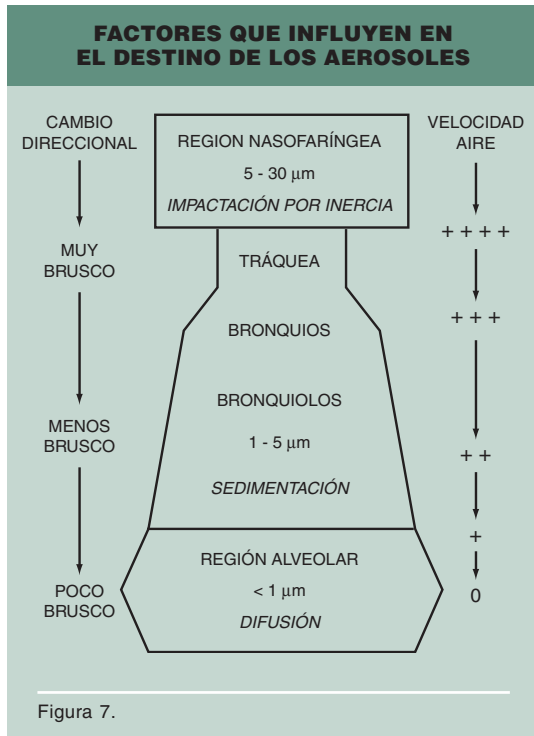 FACTORES QUE INFLUYEN EN
EL DESTINO DE LOS AEROSOLES
CAMBIO
DIRECCIONAL
MUY
BRUSCO
MENOS
BRUSCO
POCO
BRUSCO
REGION NASOFARÍNGEA
5 - 30 µm
IMPACTACIÓN POR INERCIA
TRÁQUEA
BRONQUIOS
BRONQUIOLOS
1 - 5 µm
SEDIMENTACIÓN
REGIÓN ALVEOLAR
< 1 µm
DIFUSIÓN
VELOCIDAD
AIRE
+ + + +
+ + +
+ +
+
0
Figura 7.